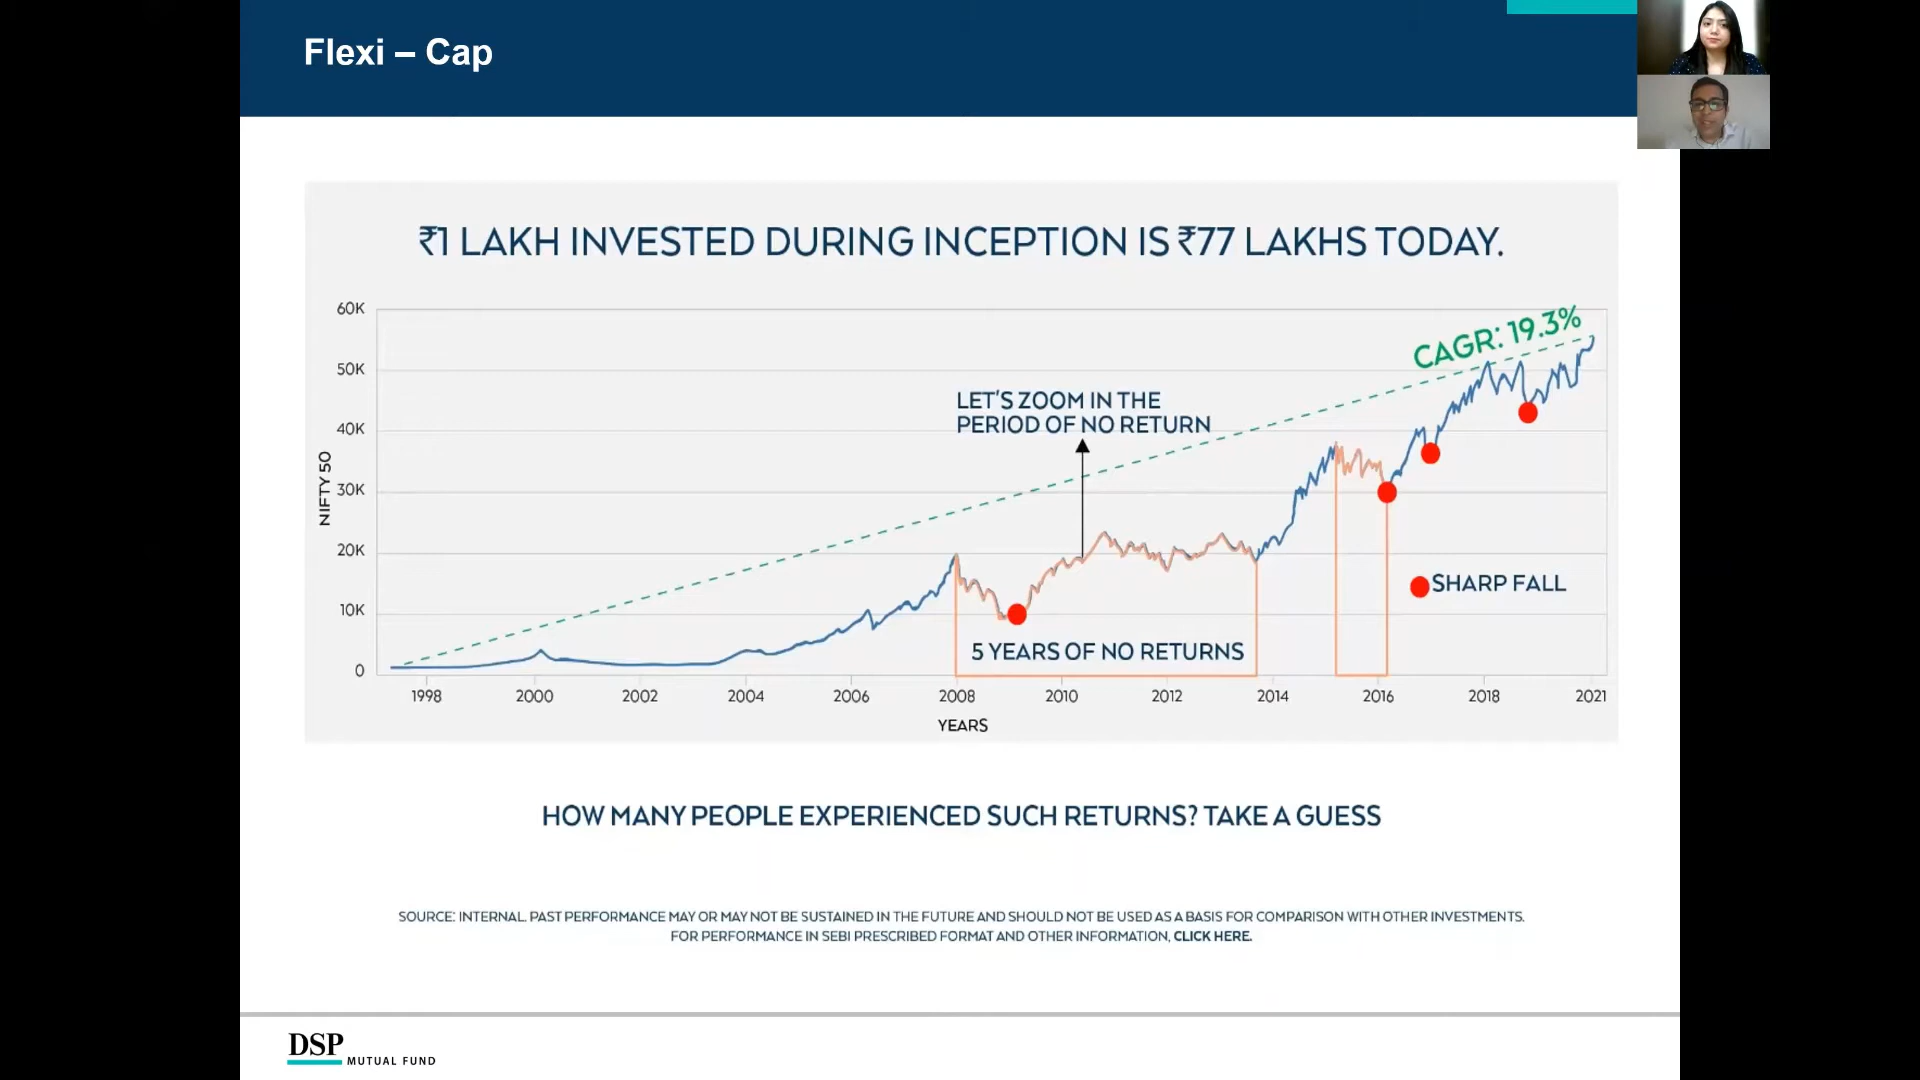 Flexi – Cap
₹1 LAKH INVESTED DURING INCEPTION IS ₹77 LAKHS TODAY.
60K
50K
40K
30K
20K
10K
0
NIFTY 50
CAGR: 19.3%
LET'S ZOOM IN THE
PERIOD OF NO RETURN
SHARP FALL
5 YEARS OF NO RETURNS
1998 2000 2002 2004 2006 2008 2010 2012 2014 2016 2018 2021
YEARS
HOW MANY PEOPLE EXPERIENCED SUCH RETURNS? TAKE A GUESS
SOURCE: INTERNAL. PAST PERFORMANCE MAY OR MAY NOT BE SUSTAINED IN THE FUTURE AND SHOULD NOT BE USED AS A BASIS FOR COMPARISON WITH OTHER INVESTMENTS.
FOR PERFORMANCE IN SEBI PRESCRIBED FORMAT AND OTHER INFORMATION, CLICK HERE.
DSP
MUTUAL FUND